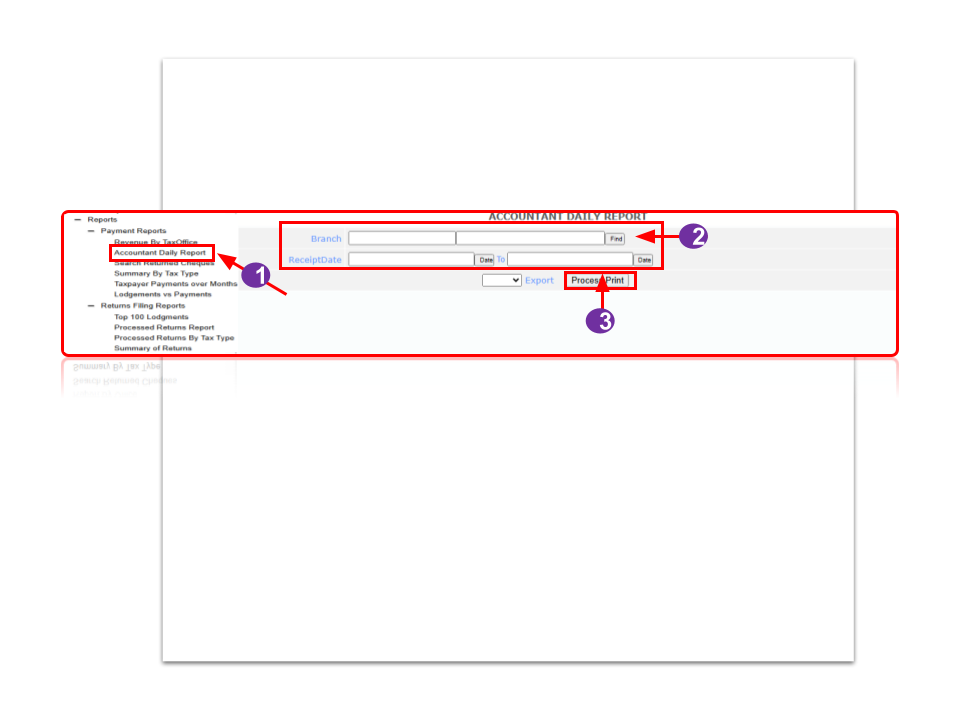 Reports
Payment Reports
Revenue By TaxOffice
Accountant Daily Report
Search Returned Cheques
Summary By Tax Type
Taxpayer Payments over Months
Lodgements vs Payments
Returns Filing Reports
Top 100 Lodgments
Processed Returns Report
Processed Returns By Tax Type
Summary of Returns
ACCOUNTANT DAILY REPORT
Branch Find
ReceiptDate Date To Date
Export Process Print
1
2
3